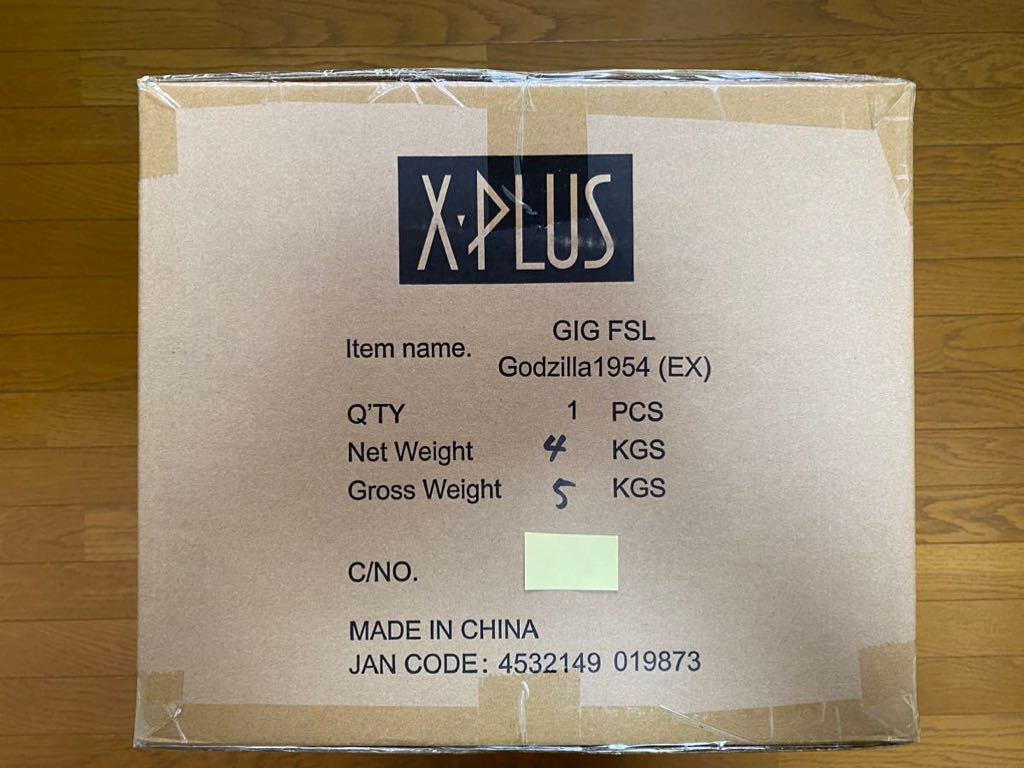 X·PLUS
Item name. GIG FSL
Godzilla1954 (EX)
Q'TY 1 PCS
Net Weight 4 KGS
Gross Weight 5 KGS
C/NO.
MADE IN CHINA
JAN CODE: 4532149 019873